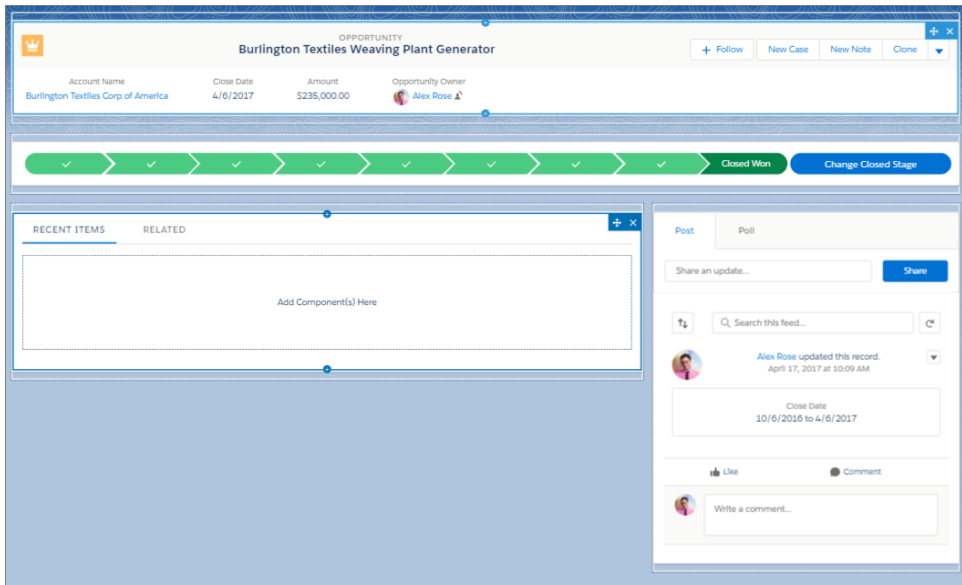 OPPORTUNITY
Burlington Textiles Weaving Plant Generator
+ Follow New Case New Note Clone
Account Name Close Date Amount Opportunity Owner
Burlington Textiles Corp of America 4/6/2017 $235,000.00 Alex Rose
Closed Won Change Closed Stage
RECENT ITEMS RELATED
Add Component(s) Here
Post Poll
Share an update... Share
Search this feed...
Alex Rose updated this record.
April 17, 2017 at 10:09 AM
Close Date
10/6/2016 to 4/6/2017
Like Comment
Write a comment...